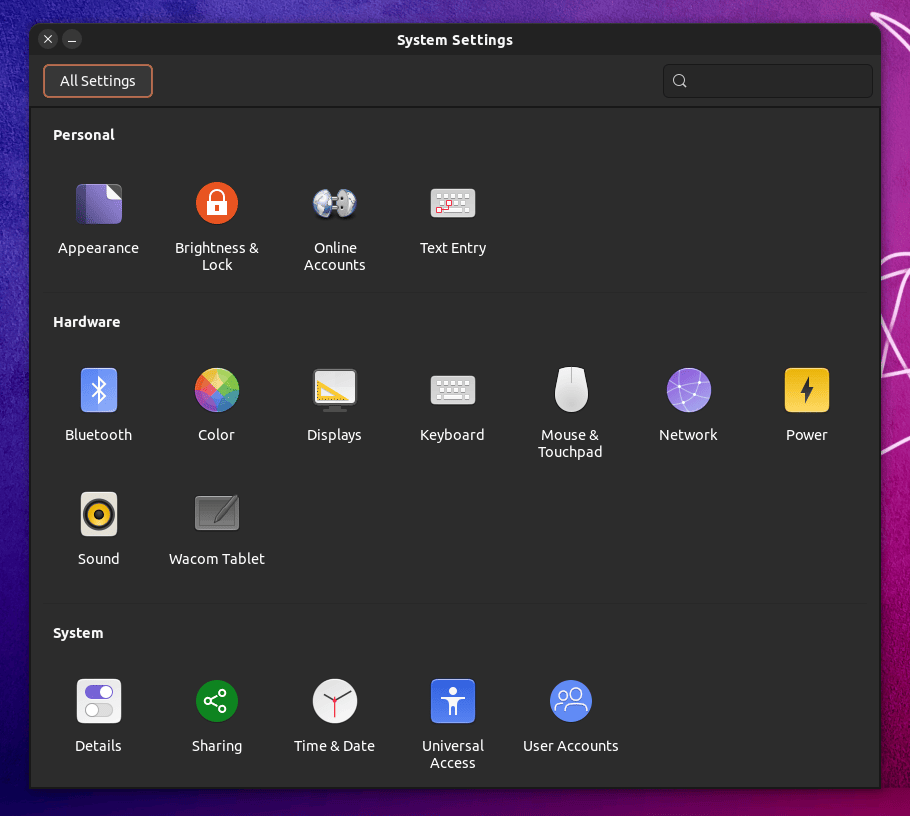 System Settings
All Settings
Personal
Appearance
Brightness &
Lock
Online
Accounts
Text Entry
Hardware
Bluetooth
Color
Displays
Keyboard
Mouse &
Touchpad
Network
Power
Sound
Wacom Tablet
System
Details
Sharing
Time & Date
Universal
Access
User Accounts